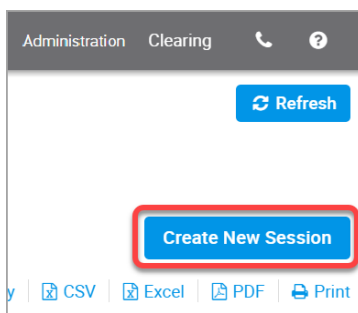 Administration Clearing
Refresh
Create New Session
y CSV Excel PDF Print